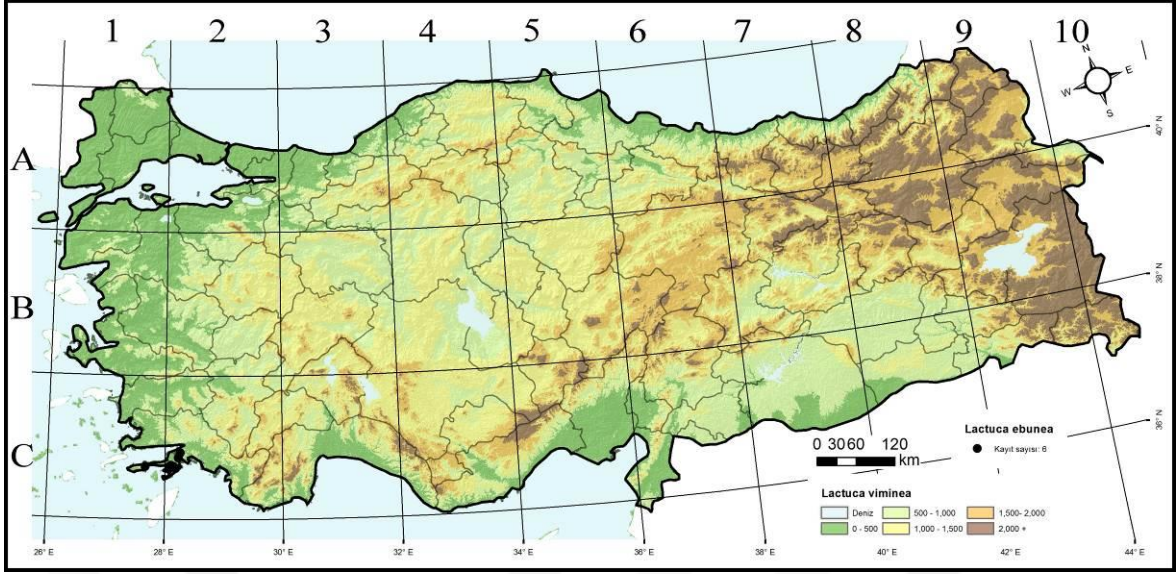 1 2 3 4 5 6 7 8 9 10
N
W E
S
A
B
C
40° N
38° N
36° N
Lactuca ebunea
Kayıt sayısı: 6
0 30 60 120
km
Lactuca viminea
Deniz 500 - 1,000 1,500- 2,000
0 - 500 1,000 - 1,500 2,000 +
26° E 28° E 30° E 32° E 34° E 36° E 38° E 40° E 42° E 44° E